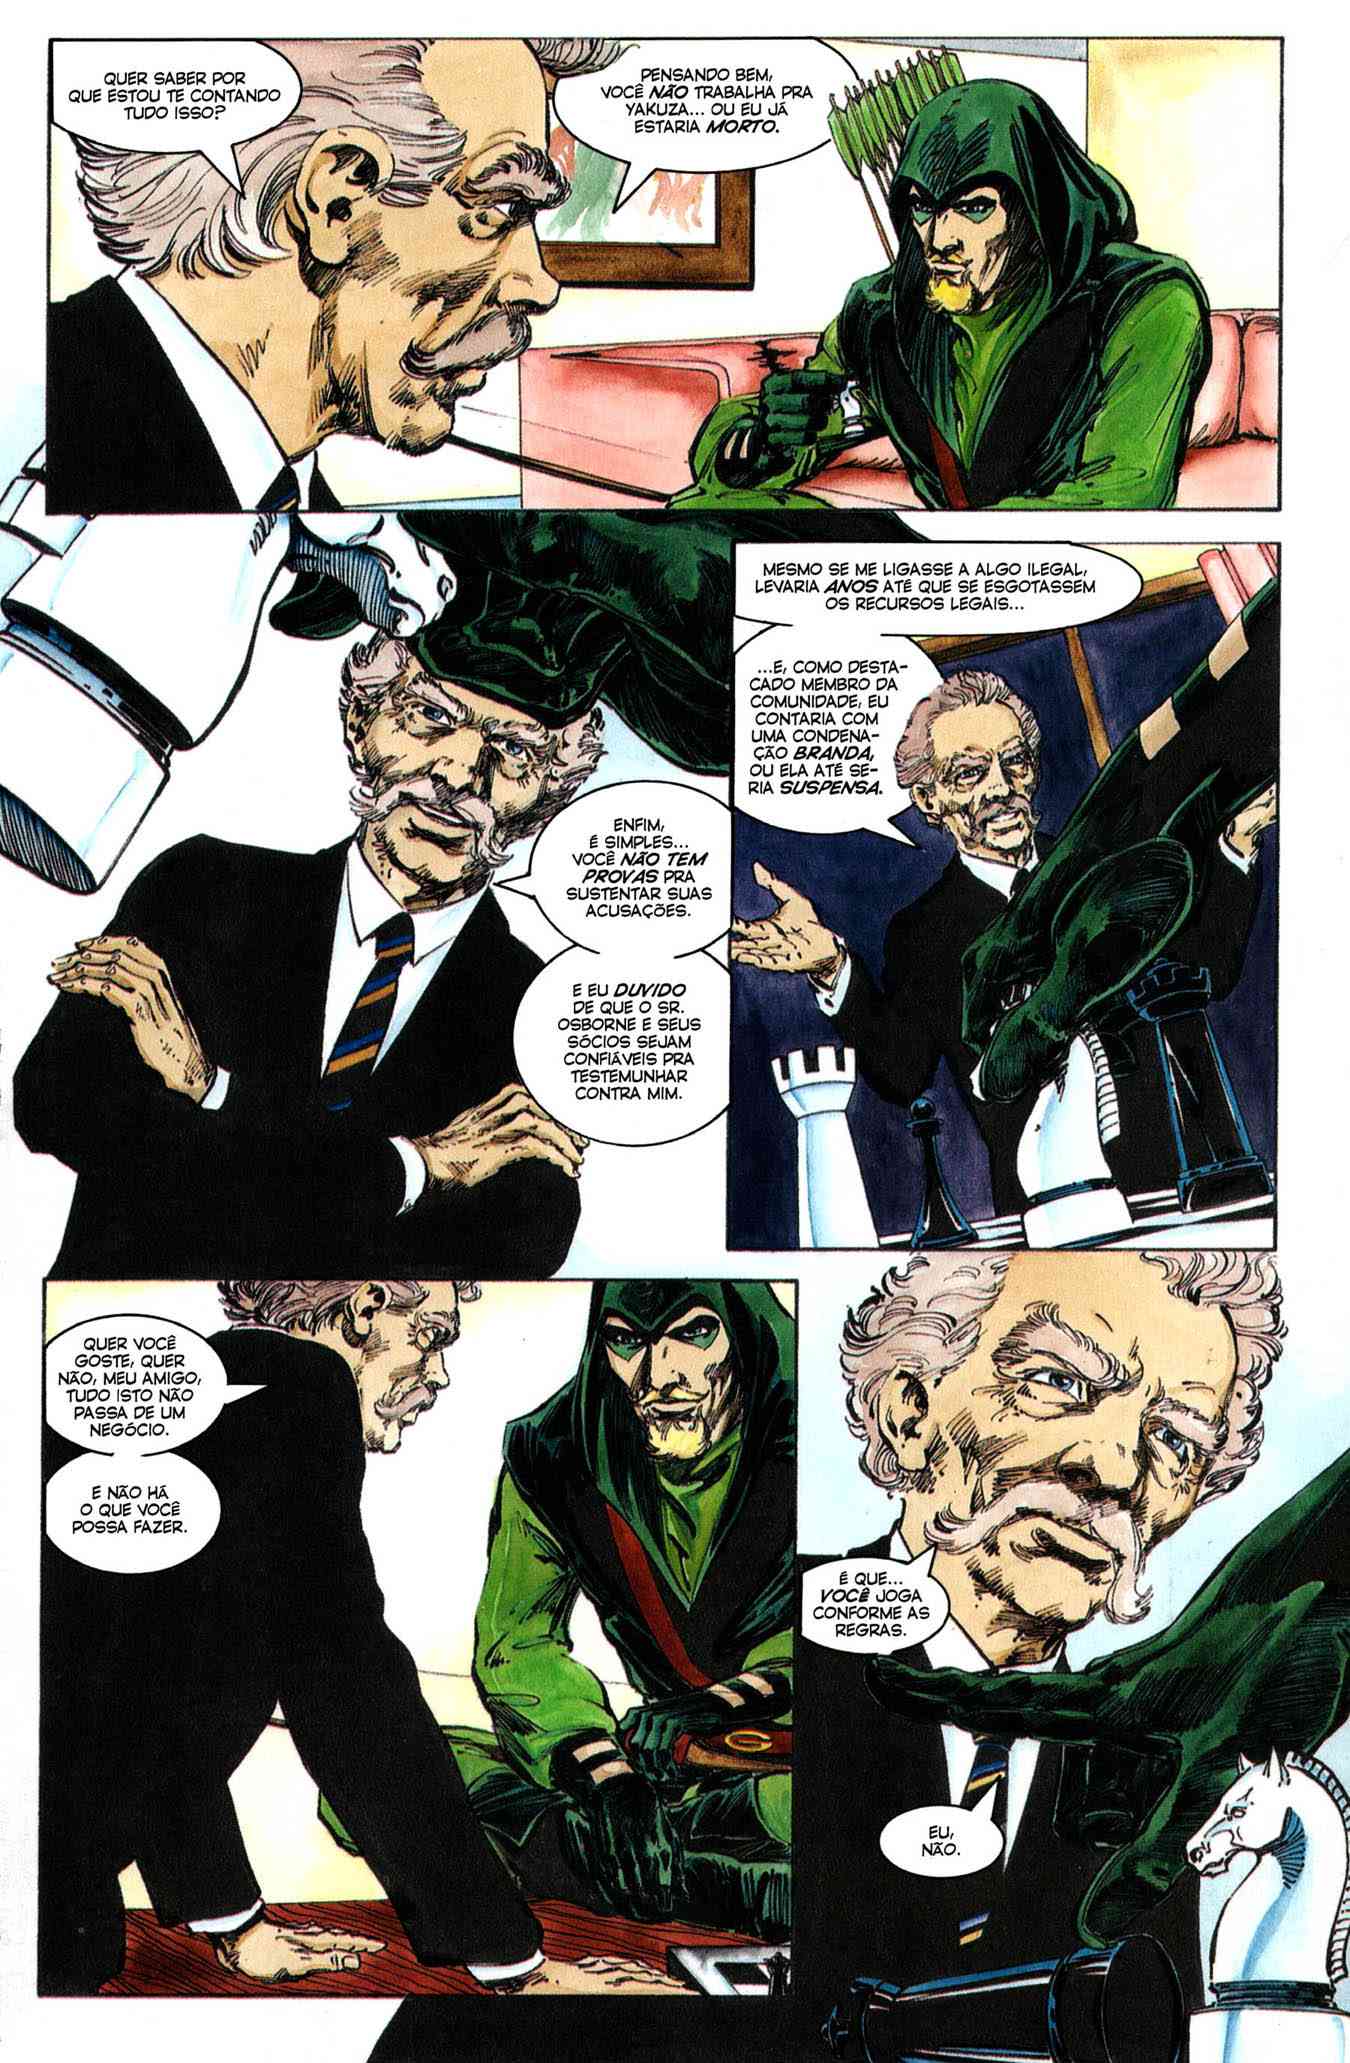 QUER SABER POR
QUE ESTOU TE CONTANDO
TUDO ISSO?
PENSANDO BEM,
VOCÊ NÃO TRABALHA PRA
YAKUZA... OU EU JÁ
ESTARIA MORTO.
ENFIM,
É SIMPLES...
VOCÊ NÃO TEM
PROVAS PRA
SUSTENTAR SUAS
ACUSAÇÕES.
E EU DUVIDO
DE QUE O SR.
OSBORNE E SEUS
SÓCIOS SEJAM
CONFIÁVEIS PRA
TESTEMUNHAR
CONTRA MIM.
MESMO SE ME LIGASSE A ALGO ILEGAL,
LEVARIA ANOS ATÉ QUE SE ESGOTASSEM
OS RECURSOS LEGAIS...
...E, COMO DESTA-
CADO MEMBRO DA
COMUNIDADE, EU
CONTARIA COM
UMA CONDENA-
ÇÃO BRANDA,
OU ELA ATÉ SE-
RIA SUSPENSA.
QUER VOCÊ
GOSTE, QUER
NÃO, MEU AMIGO,
TUDO ISTO NÃO
PASSA DE UM
NEGÓCIO.
E NÃO HÁ
O QUE VOCÊ
POSSA FAZER.
É QUE...
VOCÊ JOGA
CONFORME AS
REGRAS.
EU,
NÃO.